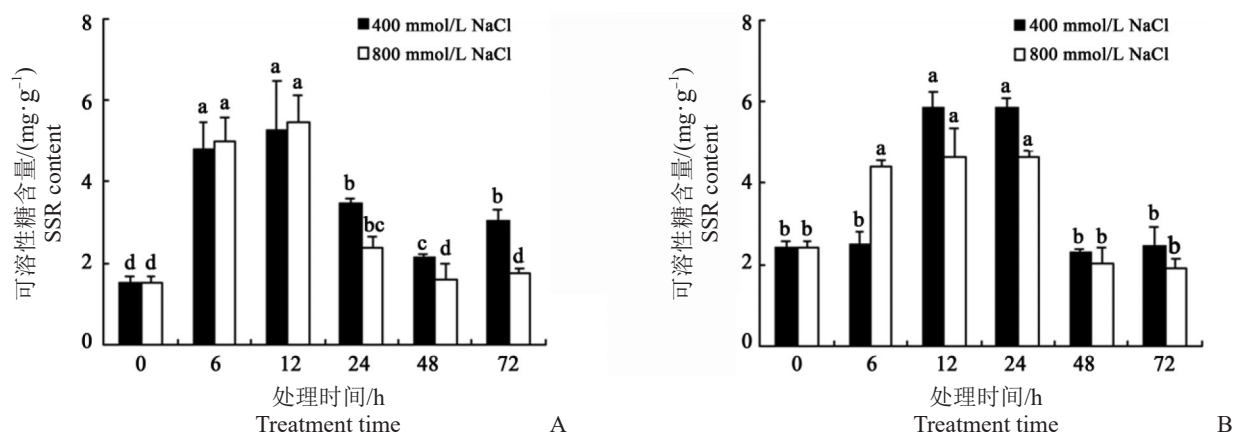 8
6
4
2
0
可溶性糖含量/(mg·g⁻¹)
SSR content
400 mmol/L NaCl
800 mmol/L NaCl
d d
a a
a a
b bc
c d
b d
0 6 12 24 48 72
处理时间/h
Treatment time
A
8
6
4
2
0
可溶性糖含量/(mg·g⁻¹)
SSR content
400 mmol/L NaCl
800 mmol/L NaCl
b b
b a
a a
a a
b b
b b
0 6 12 24 48 72
处理时间/h
Treatment time
B